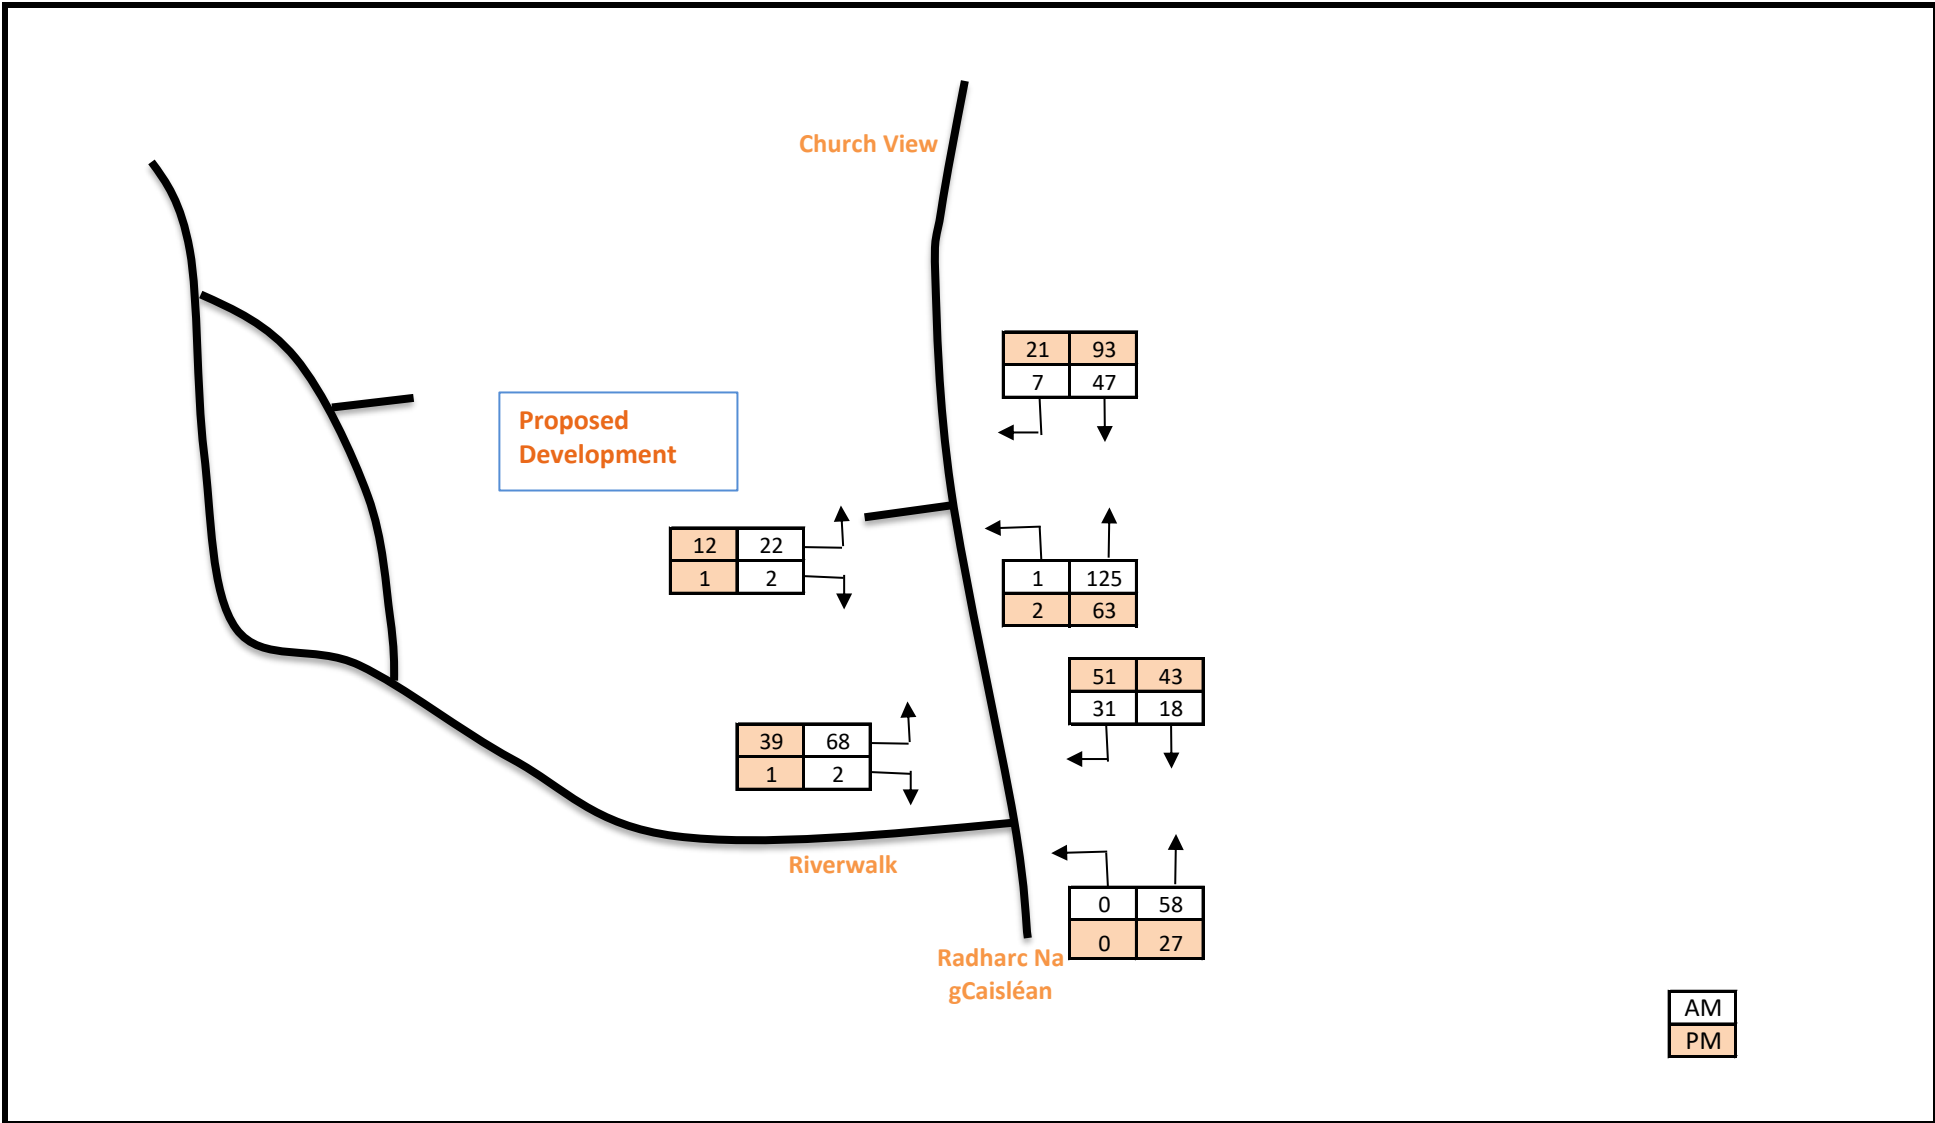 Church View
21 93
7 47
Proposed
Development
12 22
1 2
1 125
2 63
51 43
31 18
39 68
1 2
Riverwalk
0 58
0 27
Radharc Na
gCaisléan
AM
PM